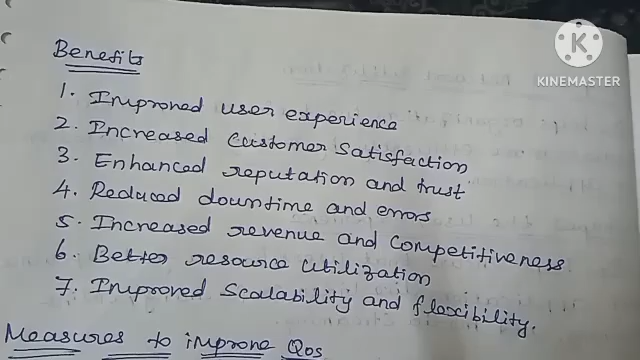 KINEMASTER
Benefits
1. Improved user experience
2. Increased Customer Satisfaction
3. Enhanced reputation and trust
4. Reduced downtime and errors
5. Increased revenue and Competitiveness
6. Better resource utilization
7. Improved Scalability and flexibility.
Measures to improve QoS